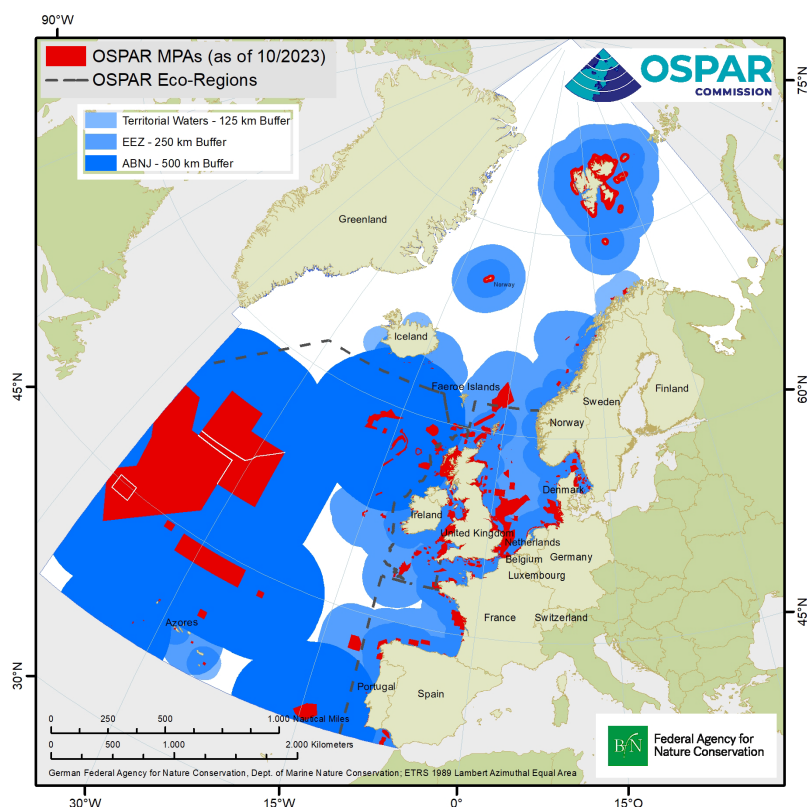 90°W
OSPAR MPAs (as of 10/2023)
OSPAR Eco-Regions
OSPAR
COMMISSION
75°N
Territorial Waters - 125 km Buffer
EEZ - 250 km Buffer
ABNJ - 500 km Buffer
Greenland
Norway
Iceland
45°N
Faeroe Islands
Finland
60°N
Sweden
Norway
Denmark
Ireland
United Kingdom
Netherlands
Belgium
Germany
Luxembourg
Azores
France
Switzerland
45°N
30°N
Portugal
Spain
0 250 500 1.000 Nautical Miles
0 500 1.000 2.000 Kilometers
BfN
Federal Agency for
Nature Conservation
German Federal Agency for Nature Conservation, Dept. of Marine Nature Conservation; ETRS 1989 Lambert Azimuthal Equal Area
30°W
15°W
0°
15°O